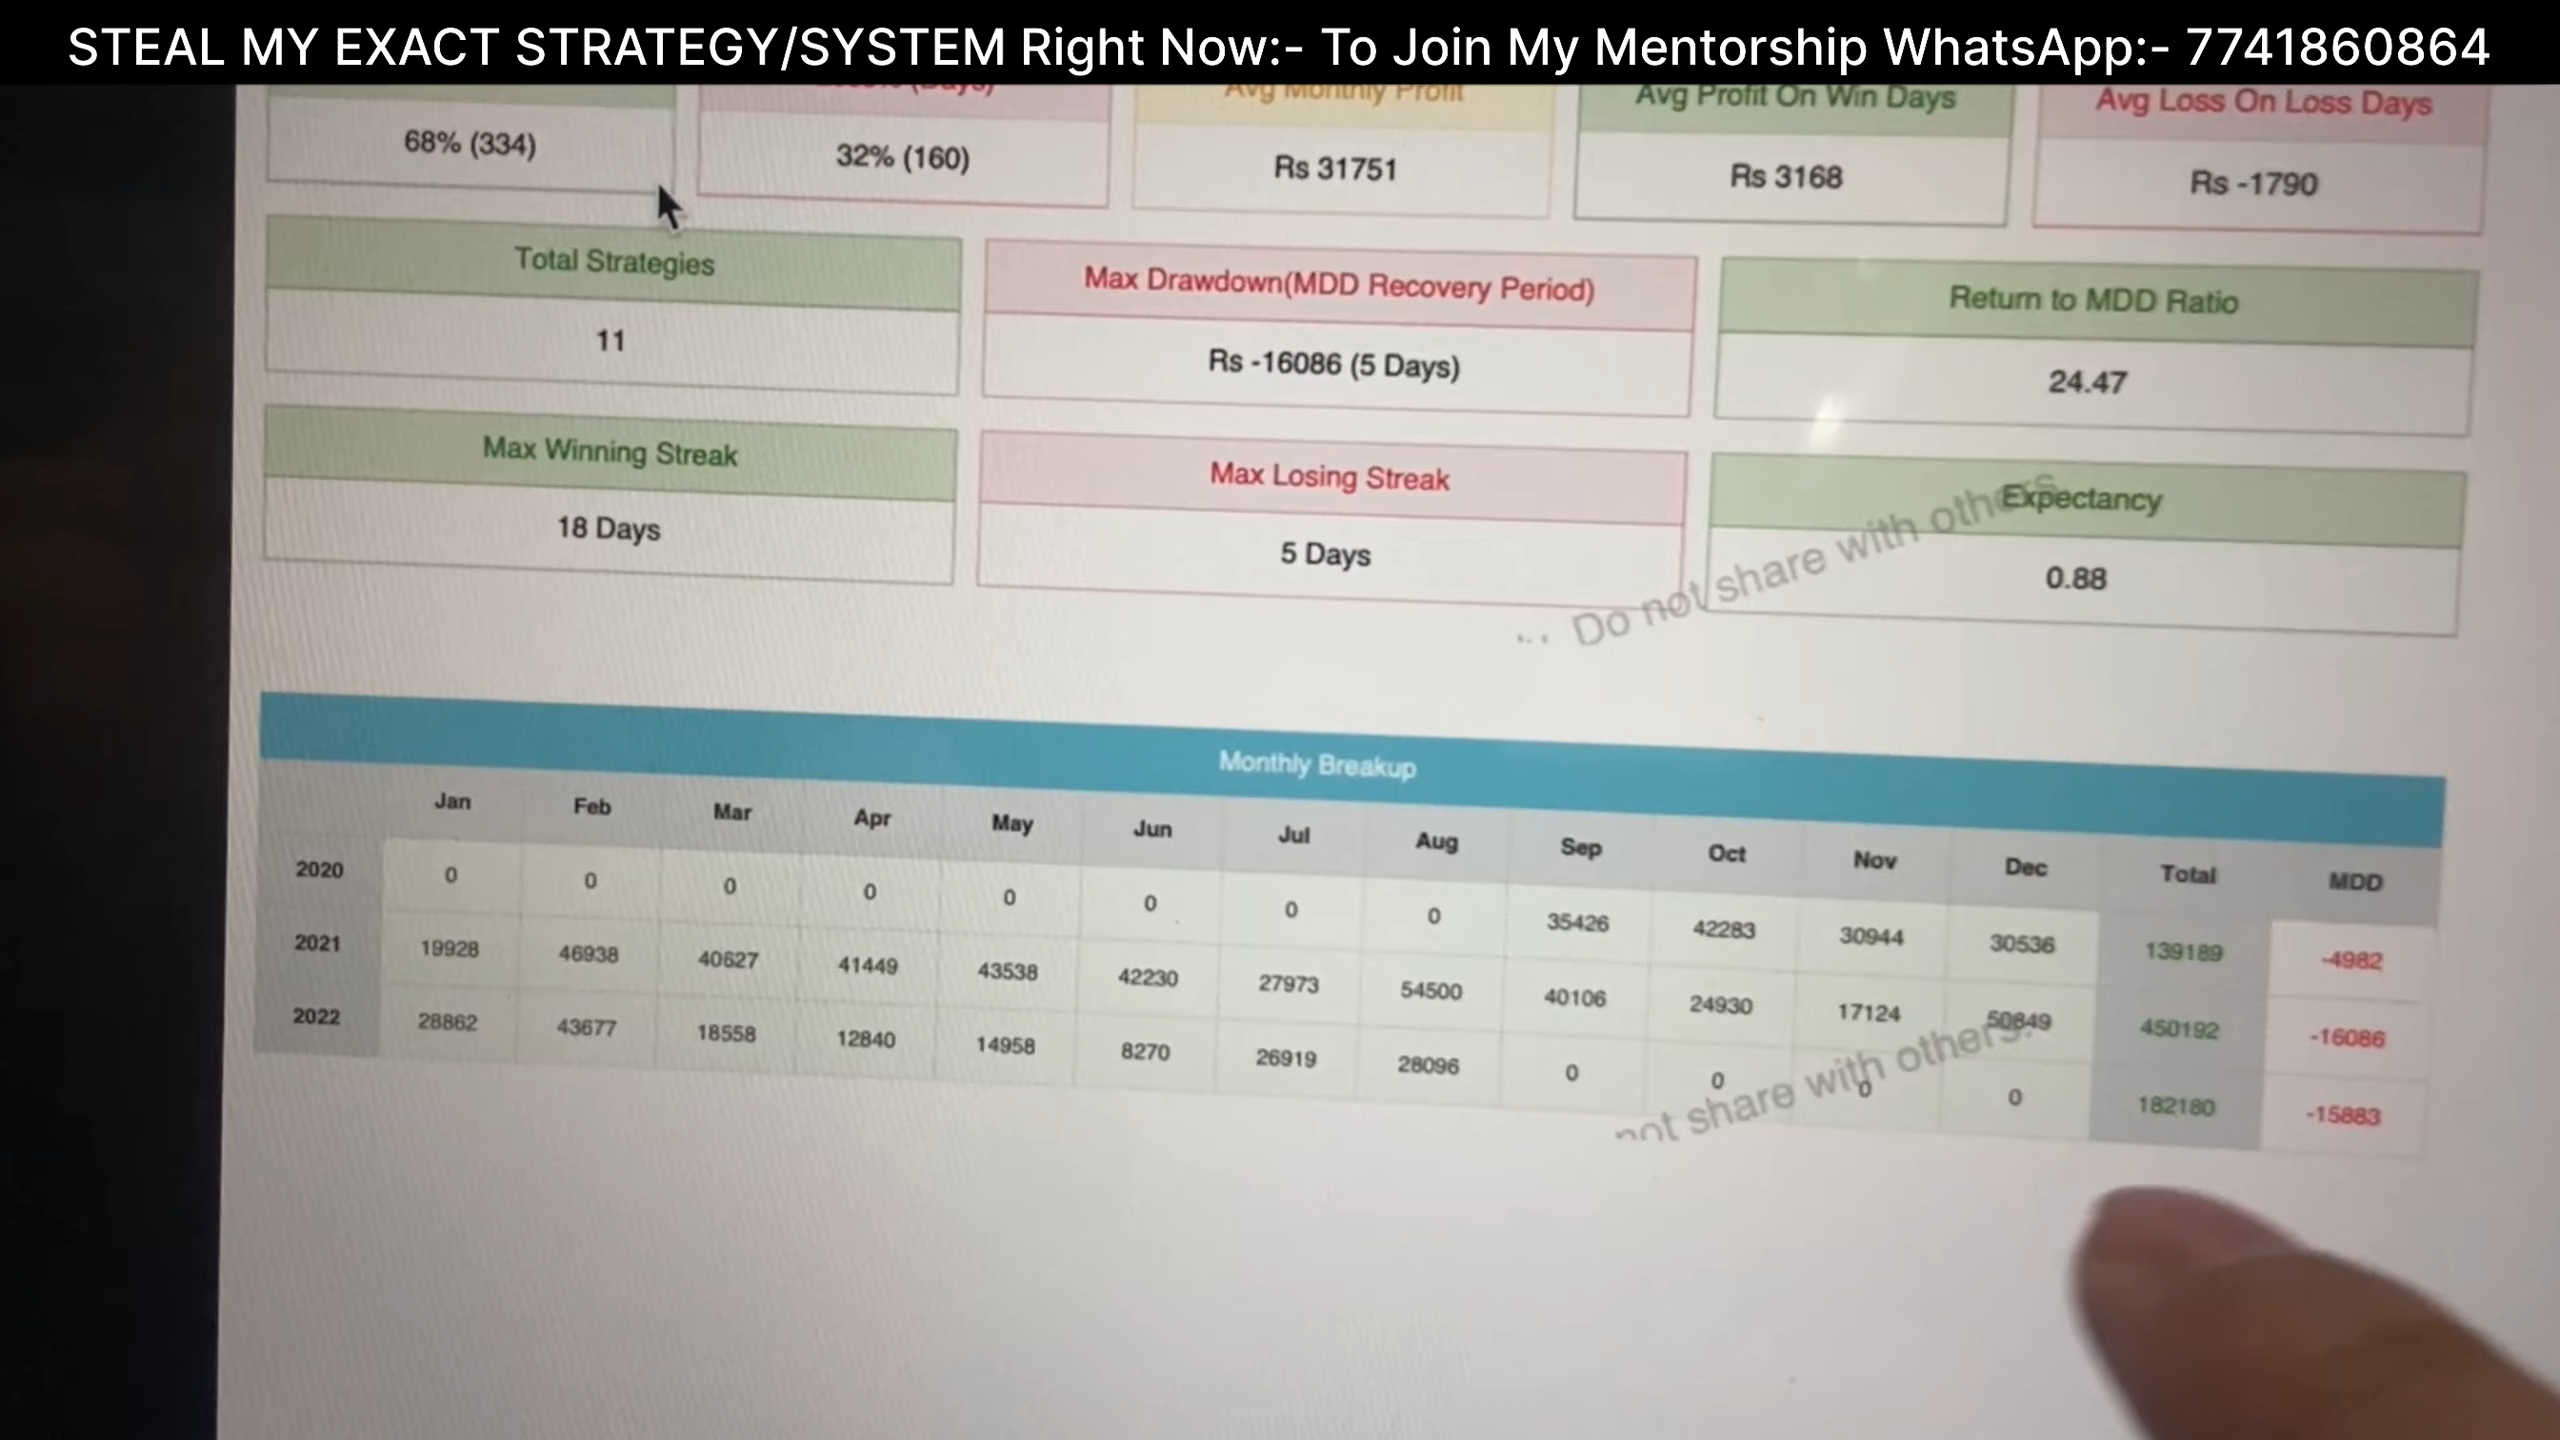 STEAL MY EXACT STRATEGY/SYSTEM Right Now:- To Join My Mentorship WhatsApp:- 7741860864
(Days) Avg Monthly Profit Avg Profit On Win Days Avg Loss On Loss Days
68% (334) 32% (160) Rs 31751 Rs 3168 Rs -1790
Total Strategies Max Drawdown(MDD Recovery Period) Return to MDD Ratio
11 Rs -16086 (5 Days) 24.47
Max Winning Streak Max Losing Streak Expectancy
18 Days 5 Days 0.88
Do not share with others.
Monthly Breakup
Jan Feb Mar Apr May Jun Jul Aug Sep Oct Nov Dec Total MDD
2020 0 0 0 0 0 0 0 0 35426 42283 30944 30536 139189 -4982
2021 19928 46938 40627 41449 43538 42230 27973 54500 40106 24930 17124 50849 450192 -16086
2022 28862 43677 18558 12840 14958 8270 26919 28096 0 0 0 0 182180 -15883
not share with others.